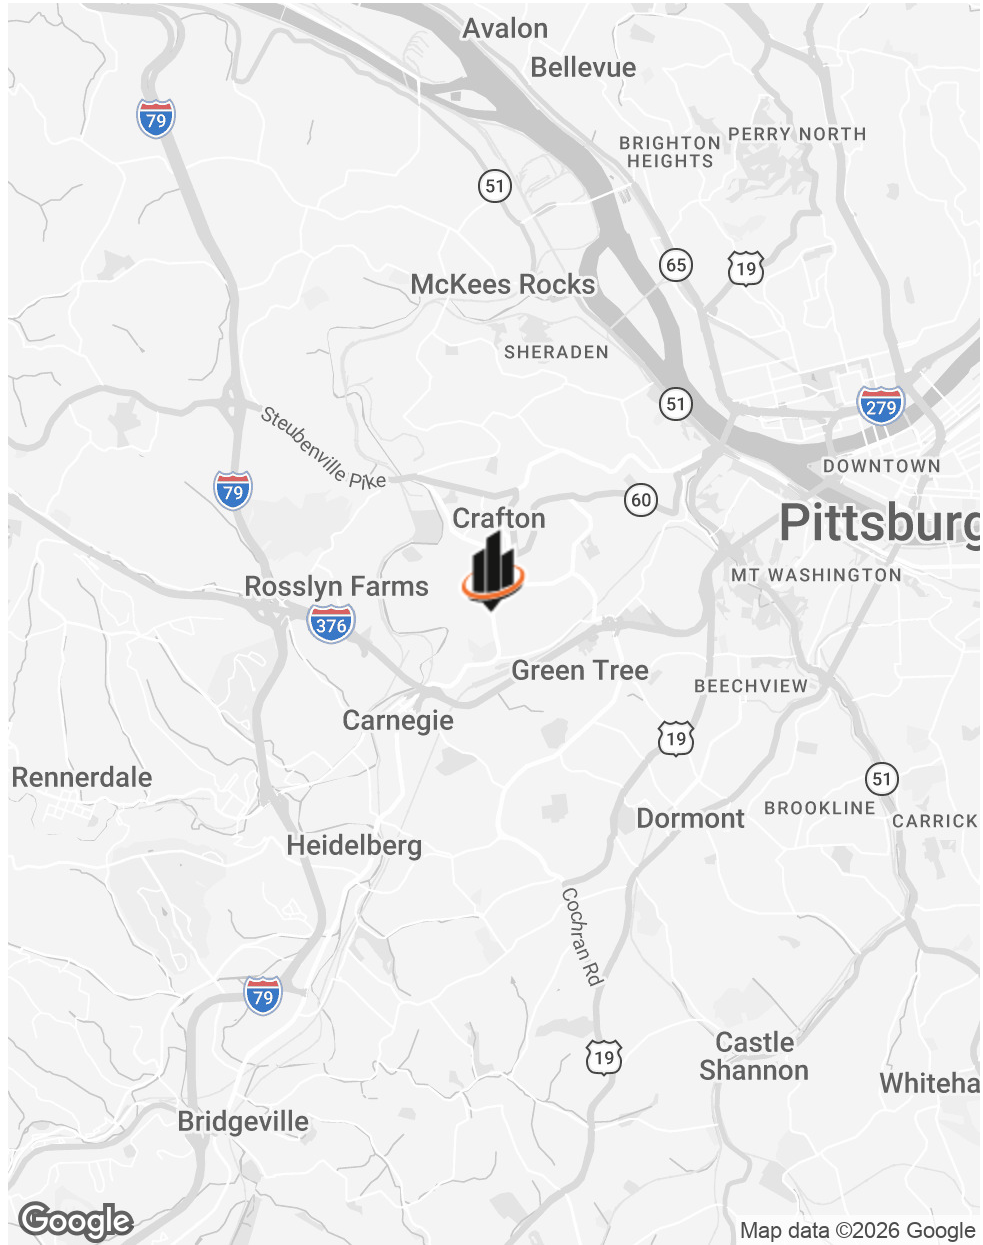 Avalon
Bellevue
79
BRIGHTON
HEIGHTS
PERRY NORTH
51
65
19
McKees Rocks
SHERADEN
51
279
Steubenville Pike
DOWNTOWN
79
60
Crafton
Pittsburg
MT WASHINGTON
Rosslyn Farms
376
Green Tree
BEECHVIEW
Carnegie
19
Rennerdale
51
BROOKLINE
Dormont
CARRICK
Heidelberg
Cochran Rd
79
Castle
Shannon
19
Whiteha
Bridgeville
Google
Map data ©2026 Google